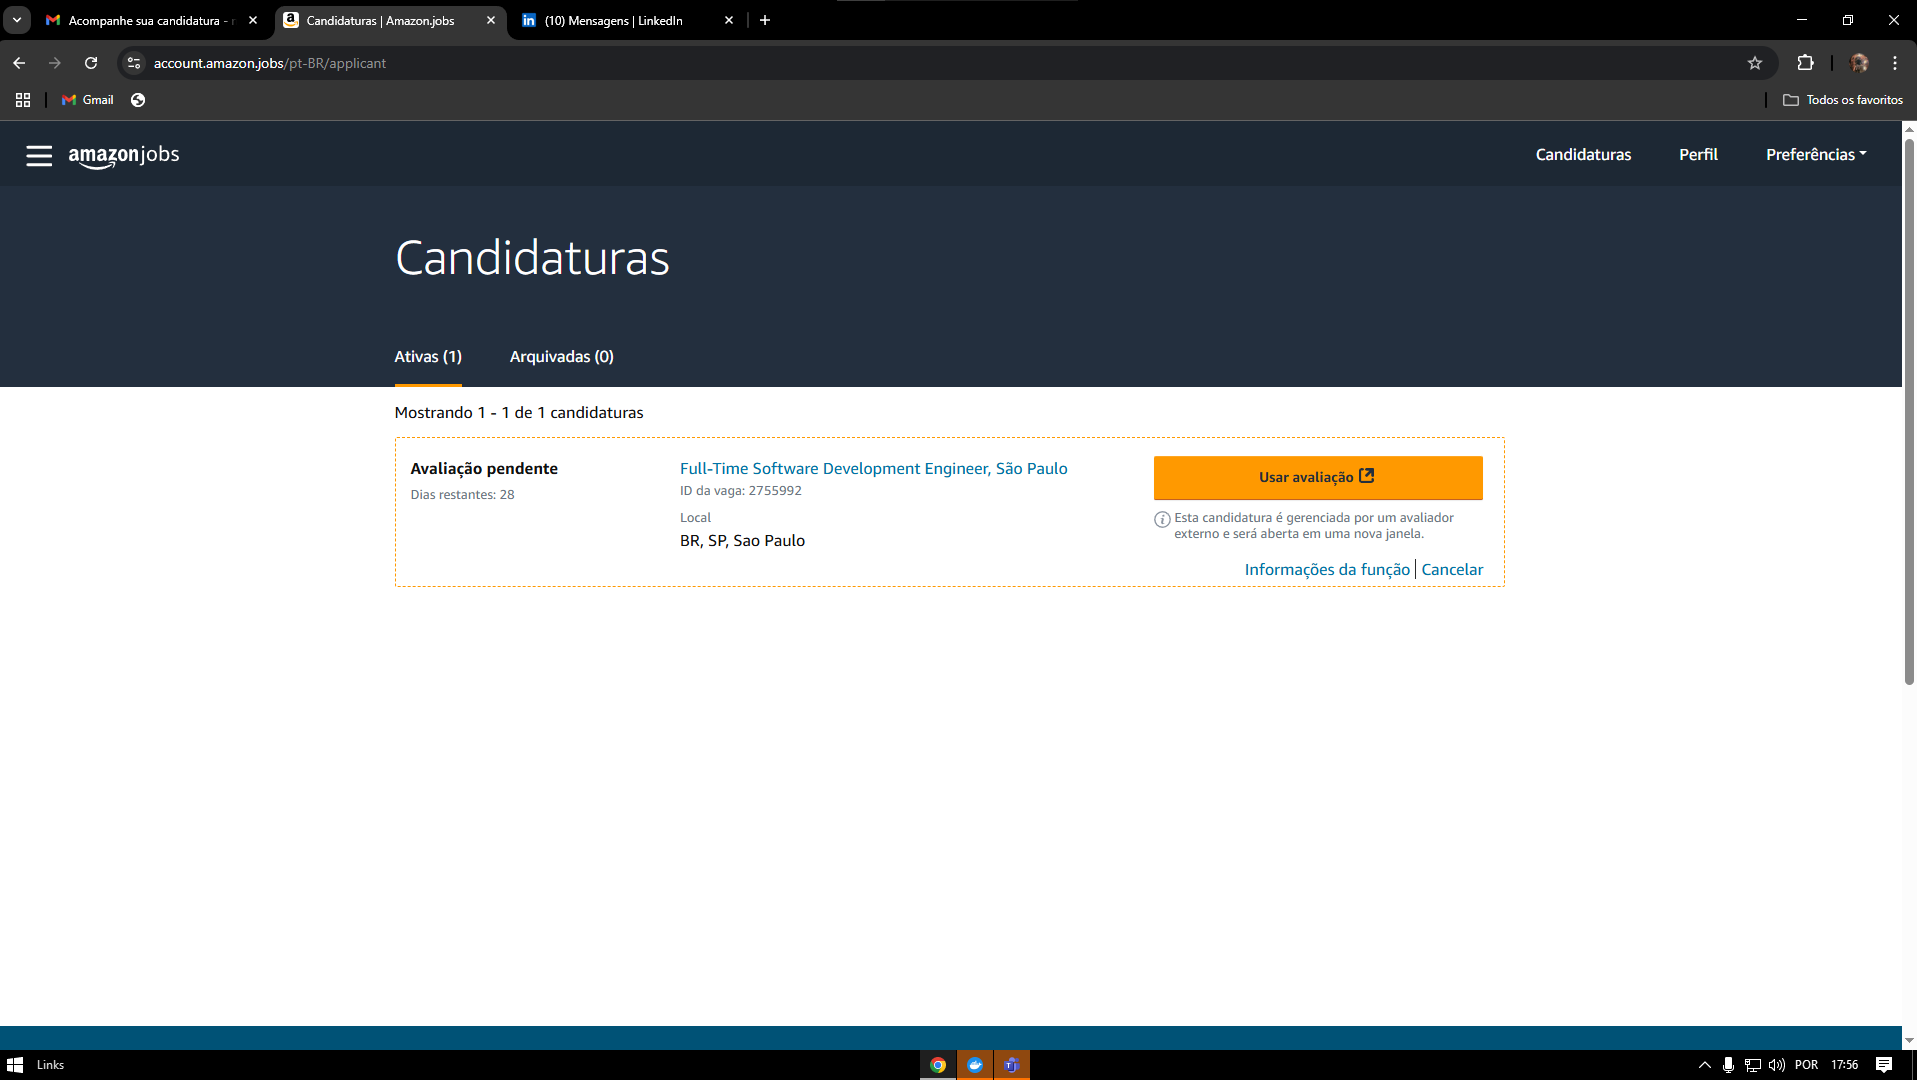 Acompanhe sua candidatura -
Candidaturas | Amazon.jobs
(10) Mensagens | LinkedIn
account.amazon.jobs/pt-BR/applicant
Gmail
Todos os favoritos
amazonjobs
Candidaturas
Perfil
Preferências
Candidaturas
Ativas (1)
Arquivadas (0)
Mostrando 1 - 1 de 1 candidaturas
Avaliação pendente
Dias restantes: 28
Full-Time Software Development Engineer, São Paulo
ID da vaga: 2755992
Local
BR, SP, Sao Paulo
Usar avaliação
Esta candidatura é gerenciada por um avaliador
externo e será aberta em uma nova janela.
Informações da função | Cancelar
Links
POR
17:56